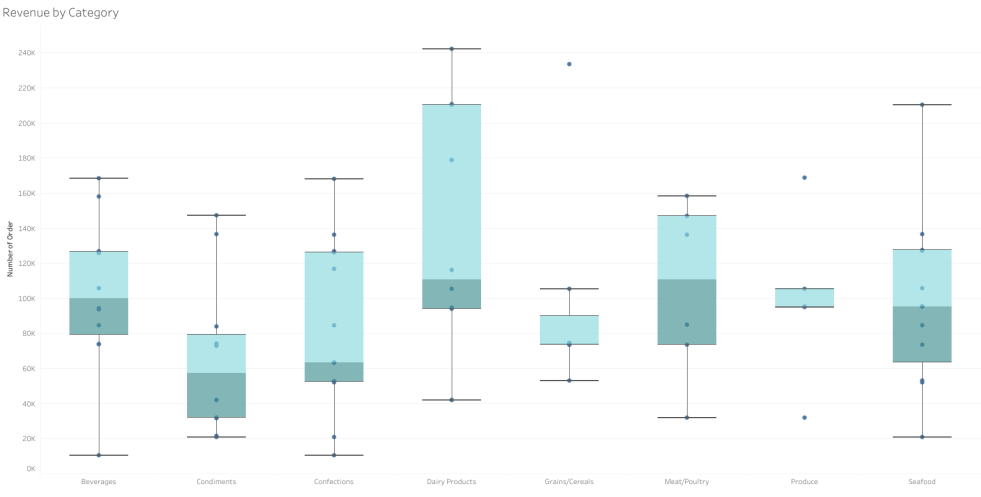 Revenue by Category
240K
220K
200K
180K
160K
140K
120K
100K
80K
60K
40K
20K
0K
Number of Order
Beverages Condiments Confections Dairy Products Grains/Cereals Meat/Poultry Produce Seafood